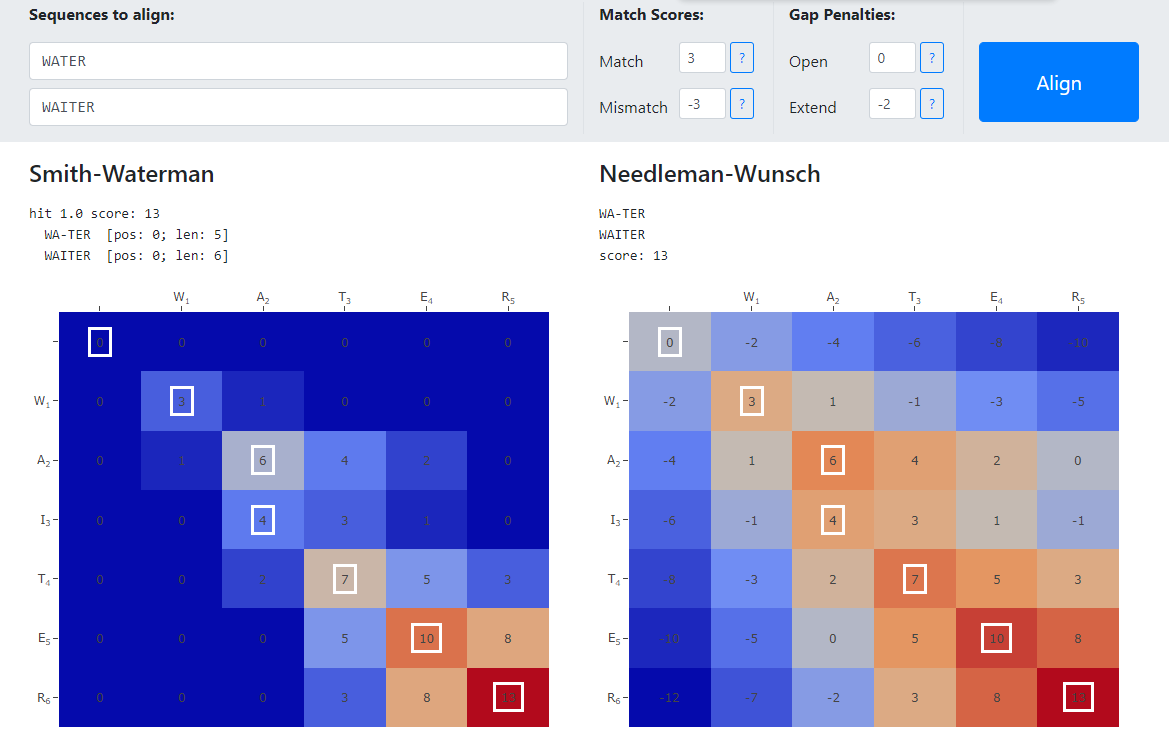 Sequences to align:
Match Scores:
Gap Penalties:
WATER
Match 3 ?
Open 0 ?
Align
WAITER
Mismatch -3 ?
Extend -2 ?
Smith-Waterman
hit 1.0 score: 13
WA-TER [pos: 0; len: 5]
WAITER [pos: 0; len: 6]
W1 A2 T3 E4 R5
0 0 0 0 0 0
W1 0 3 1 0 0 0
A2 0 1 6 4 2 0
I3 0 0 4 3 1 0
T4 0 0 2 7 5 3
E5 0 0 0 5 10 8
R6 0 0 0 3 8 13
Needleman-Wunsch
WA-TER
WAITER
score: 13
W1 A2 T3 E4 R5
0 -2 -4 -6 -8 -10
W1 -2 3 1 -1 -3 -5
A2 -4 1 6 4 2 0
I3 -6 -1 4 3 1 -1
T4 -8 -3 2 7 5 3
E5 -10 -5 0 5 10 8
R6 -12 -7 -2 3 8 13